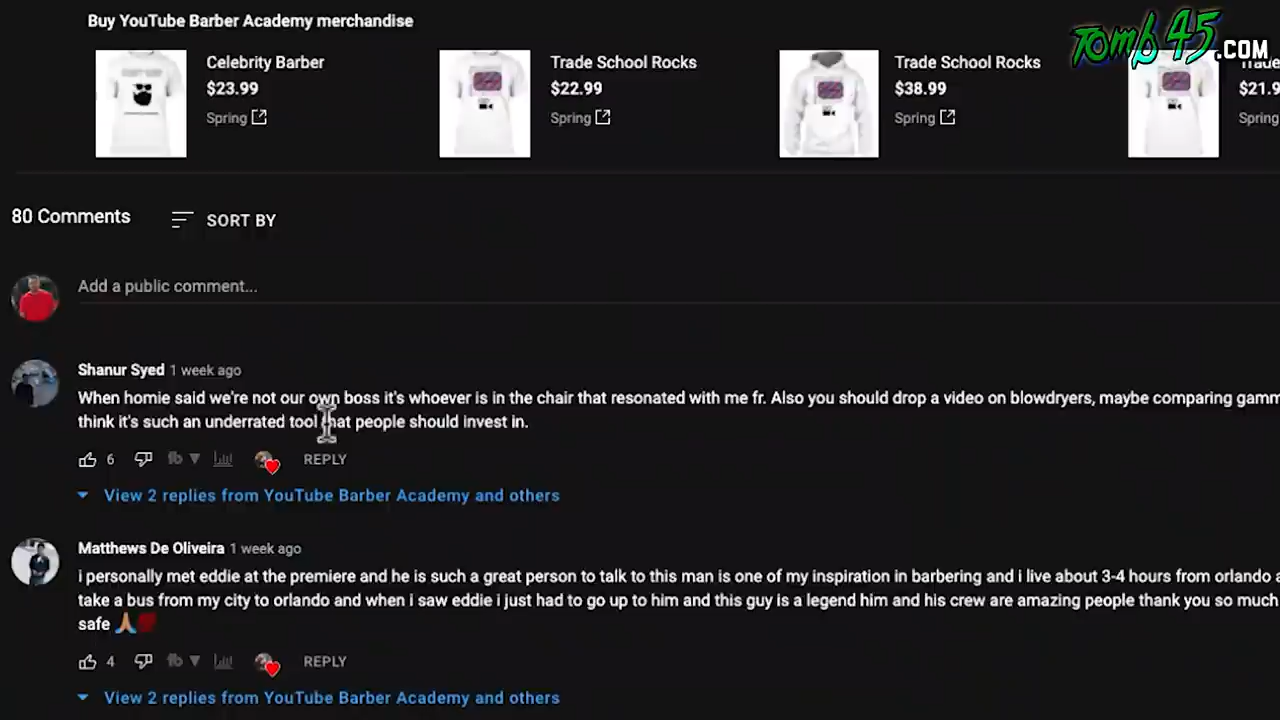 Buy YouTube Barber Academy merchandise
TOMB 45.COM
Celebrity Barber
$23.99
Spring
Trade School Rocks
$22.99
Spring
Trade School Rocks
$38.99
Spring
Trade
$21.9
Spring
80 Comments
SORT BY
Add a public comment...
Shanur Syed 1 week ago
When homie said we're not our own boss it's whoever is in the chair that resonated with me fr. Also you should drop a video on blowdryers, maybe comparing gamm
think it's such an underrated tool that people should invest in.
6 REPLY
View 2 replies from YouTube Barber Academy and others
Matthews De Oliveira 1 week ago
i personally met eddie at the premiere and he is such a great person to talk to this man is one of my inspiration in barbering and i live about 3-4 hours from orlando a
take a bus from my city to orlando and when i saw eddie i just had to go up to him and this guy is a legend him and his crew are amazing people thank you so much
safe
4 REPLY
View 2 replies from YouTube Barber Academy and others